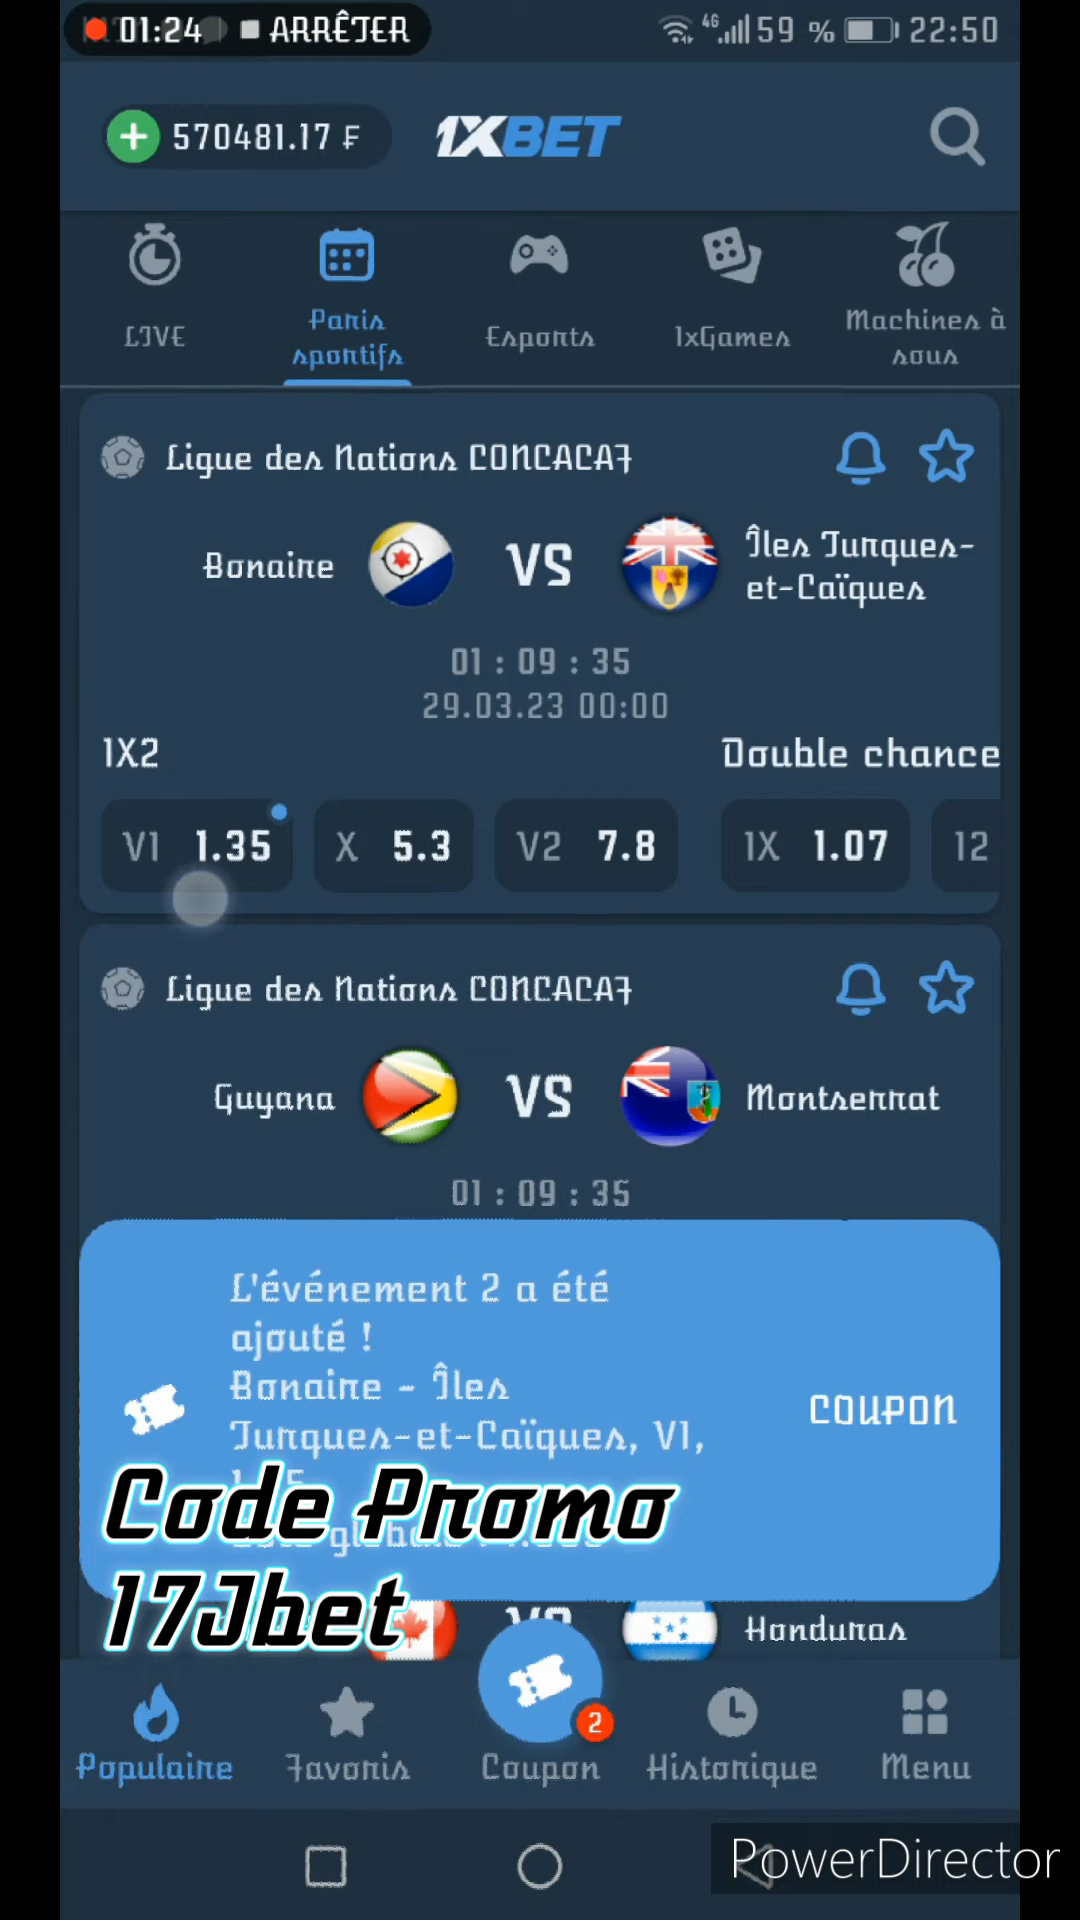 01:24 ARRÊTER 4G 59 % 22:50
570481.17 ₣ 1XBET
LIVE
Paris sportifs
Esports
1xGames
Machines à sous
Ligue des Nations CONCACAF
Bonaire VS Îles Turques-et-Caïques
01 : 09 : 35
29.03.23 00:00
1X2 Double chance
V1 1.35 X 5.3 V2 7.8 1X 1.07 12
Ligue des Nations CONCACAF
Guyana VS Montserrat
01 : 09 : 35
L'événement 2 a été
ajouté !
Bonaire - Îles
Turques-et-Caïques, V1,
COUPON
Code Promo
17Jbet
VS Honduras
2
Populaire Favoris Coupon Historique Menu
PowerDirector